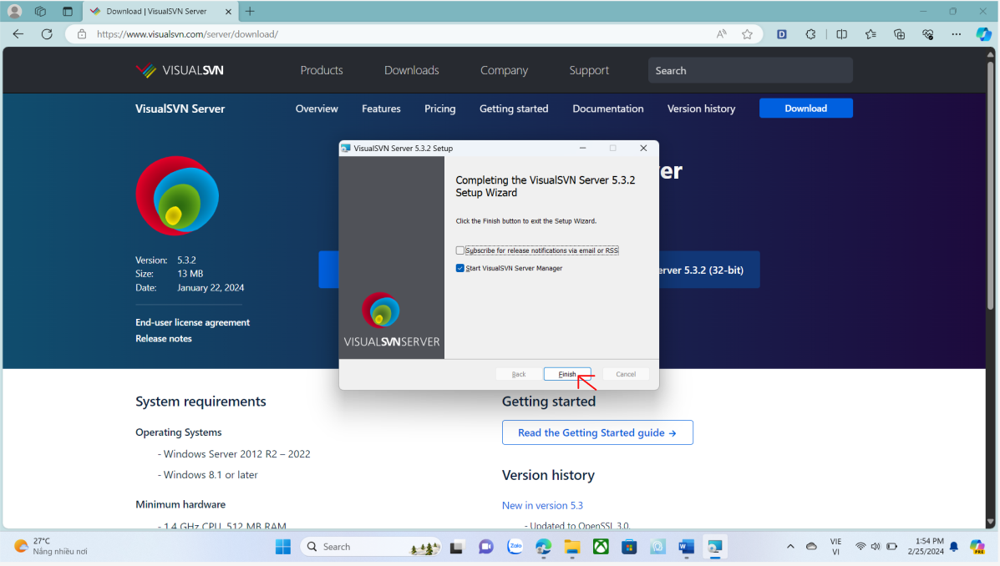 Download | VisualSVN Server
https://www.visualsvn.com/server/download/
VISUALSVN
Products
Downloads
Company
Support
Search
VisualSVN Server
Overview
Features
Pricing
Getting started
Documentation
Version history
Download
er
Version: 5.3.2
Size: 13 MB
Date: January 22, 2024
End-user license agreement
Release notes
erver 5.3.2 (32-bit)
VisualSVN Server 5.3.2 Setup
Completing the VisualSVN Server 5.3.2
Setup Wizard
Click the Finish button to exit the Setup Wizard.
Subscribe for release notifications via email or RSS
Start VisualSVN Server Manager
VISUALSVNSERVER
Back
Finish
Cancel
System requirements
Operating Systems
- Windows Server 2012 R2 – 2022
- Windows 8.1 or later
Minimum hardware
- 1.4 GHz CPU, 512 MB RAM
Getting started
Read the Getting Started guide →
Version history
New in version 5.3
- Updated to OpenSSL 3.0.
27°C
Nắng nhiều nơi
Search
Zalo
VIE
VI
1:54 PM
2/25/2024
PRE